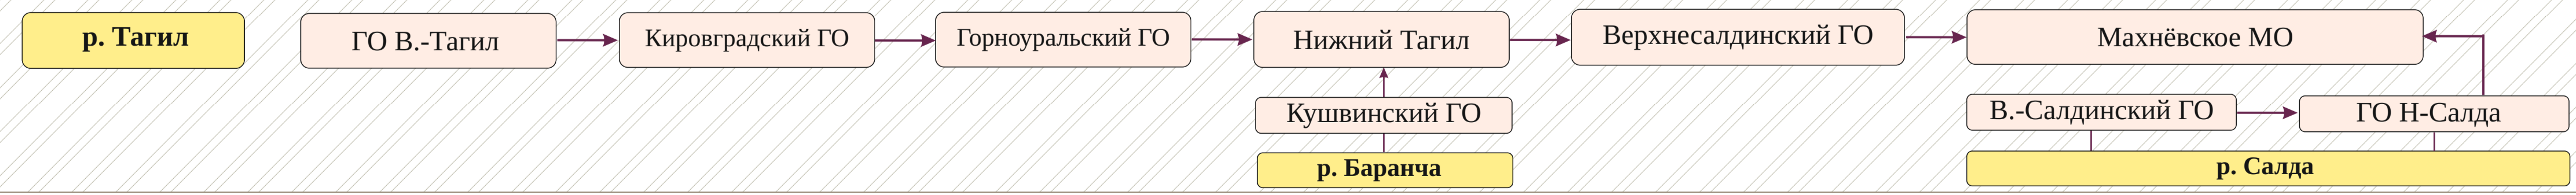 р. Тагил
ГО В.-Тагил
Кировградский ГО
Горноуральский ГО
Нижний Тагил
Верхнесалдинский ГО
Махнёвское МО
Кушвинский ГО
В.-Салдинский ГО
ГО Н-Салда
р. Баранча
р. Салда